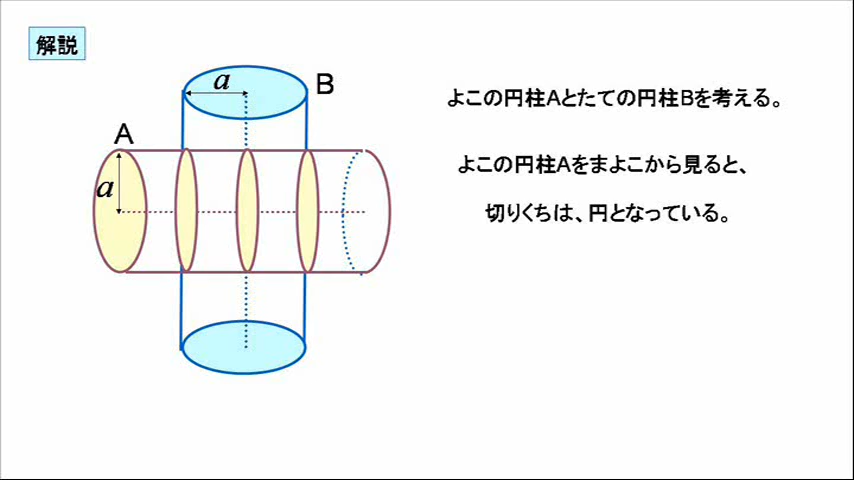 解説
a
B
A
a
よこの円柱Aとたての円柱Bを考える。
よこの円柱Aをまよこから見ると、
切りくちは、円となっている。